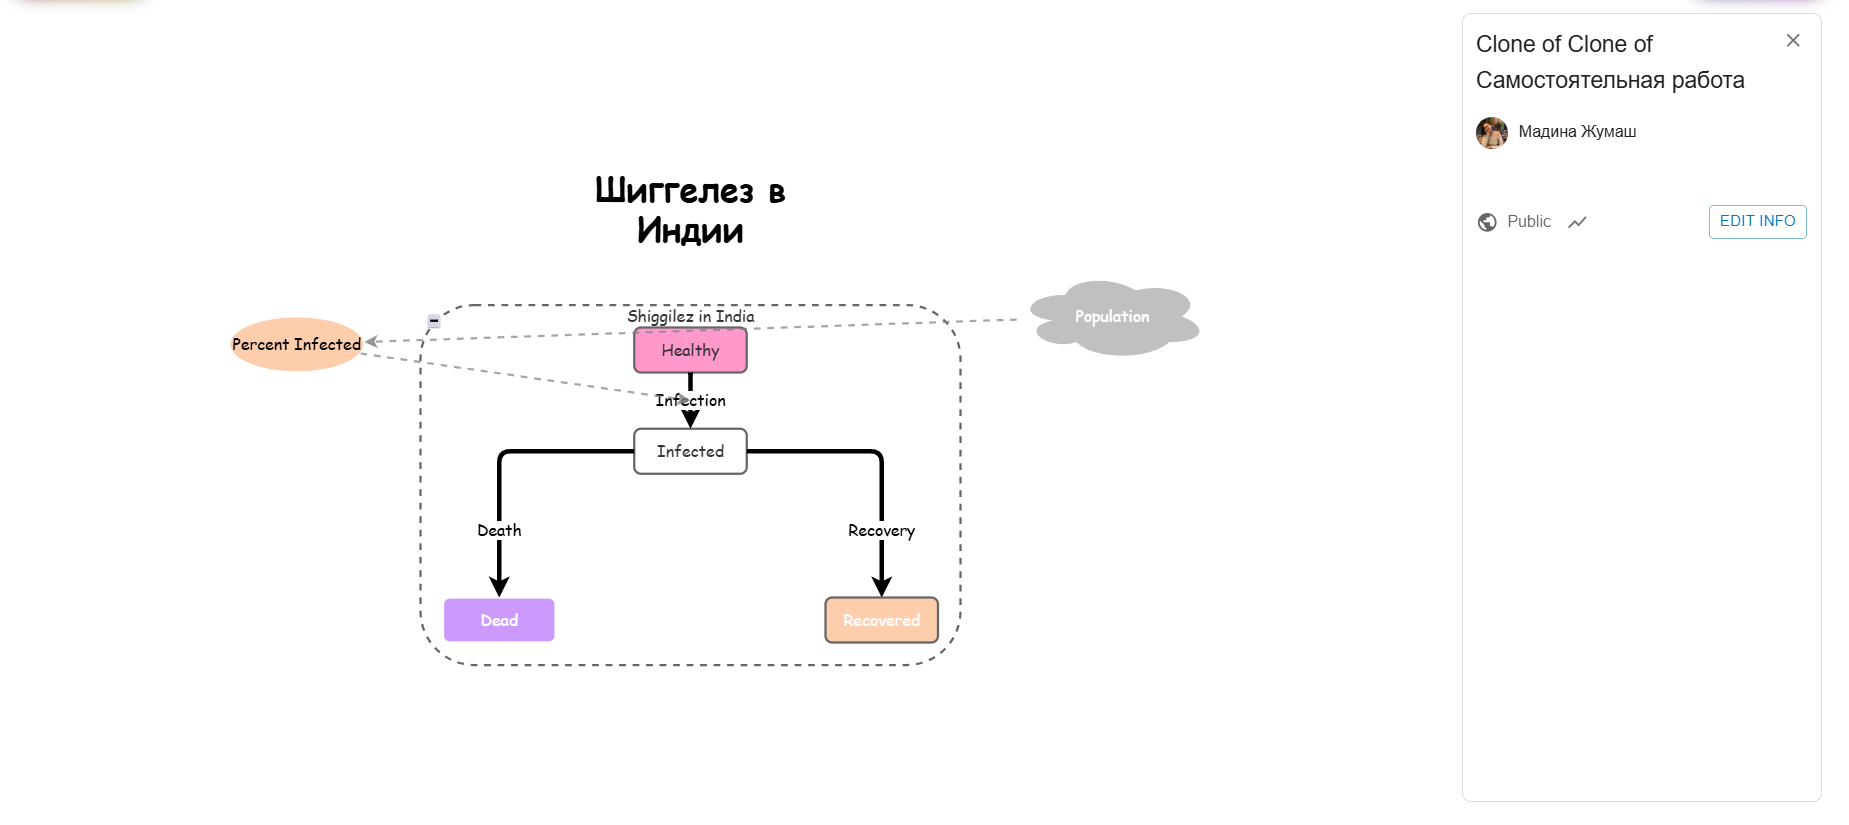 Шиггелез в
Индии
Shiggilez in India
Population
Percent Infected
Healthy
Infection
Infected
Death
Recovery
Dead
Recovered
Clone of Clone of
Самостоятельная работа
Мадина Жумаш
Public
EDIT INFO